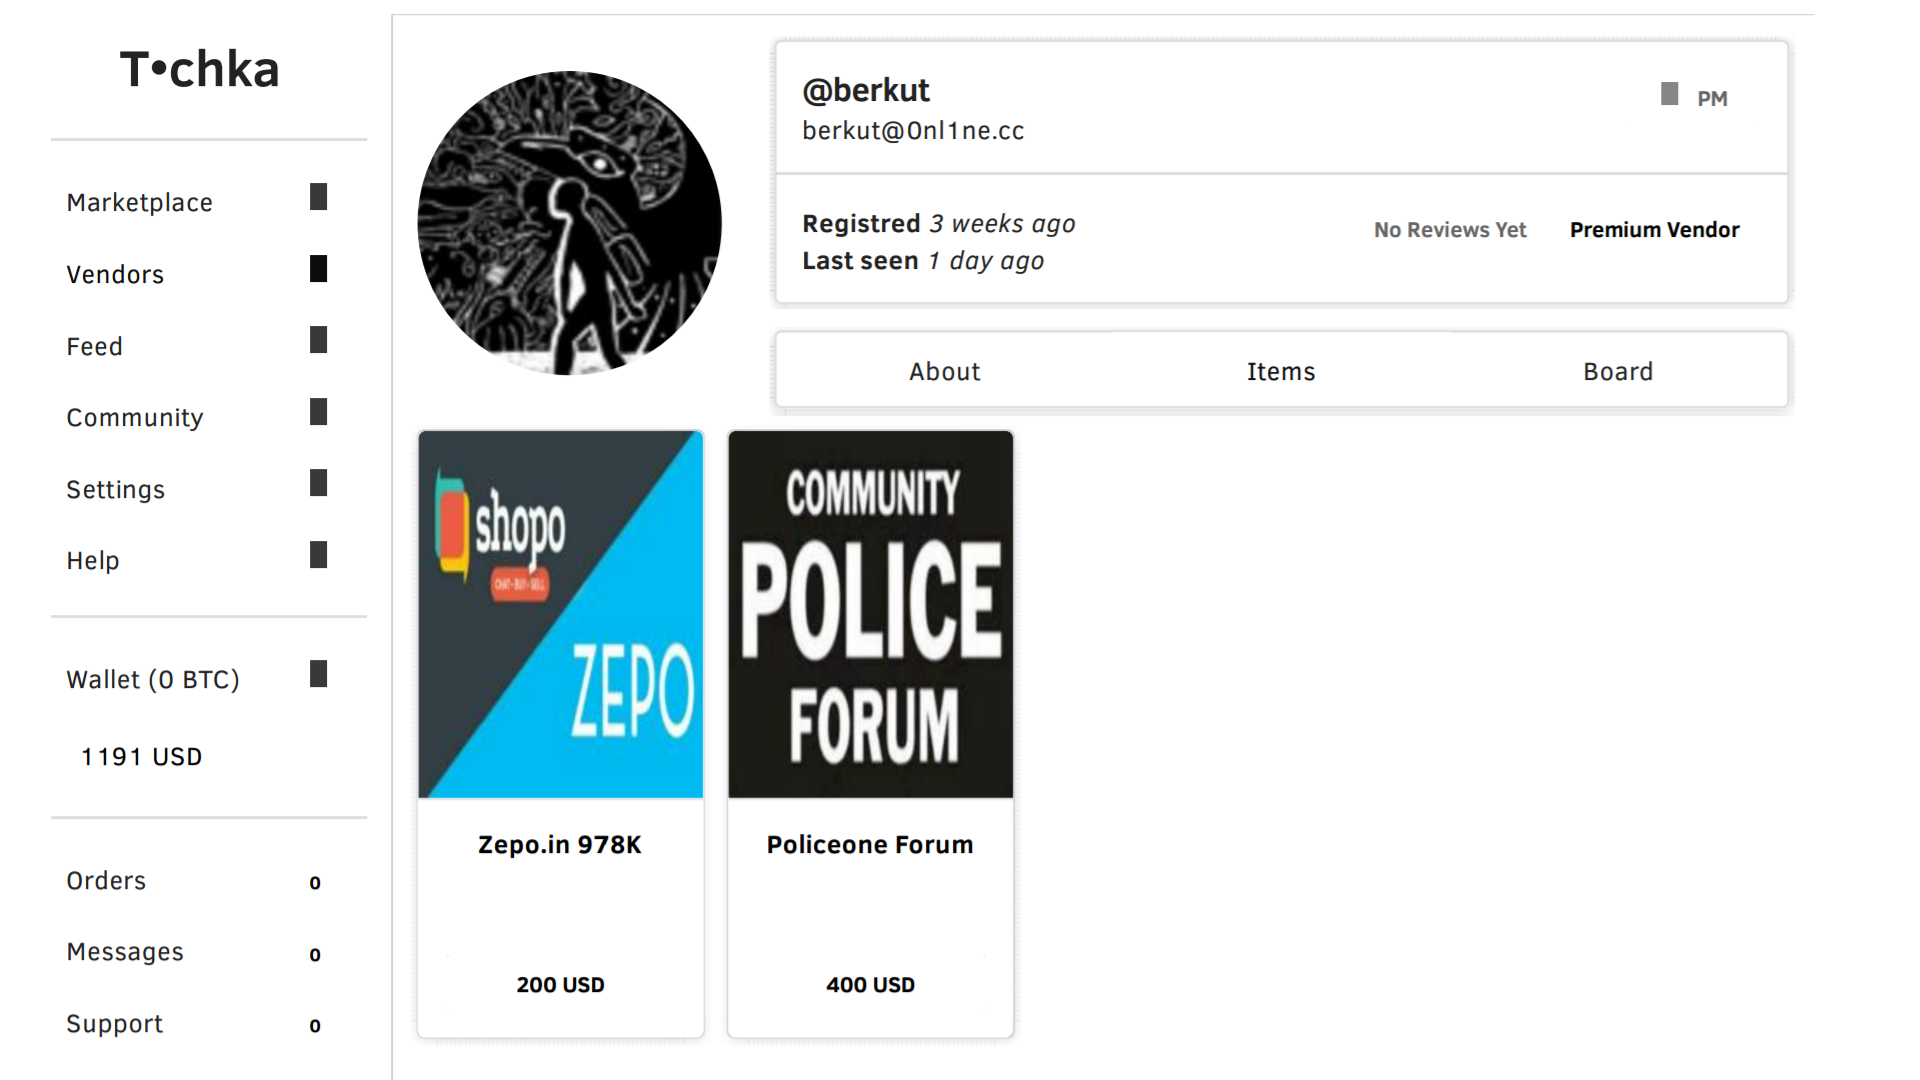 T•chka
Marketplace
Vendors
Feed
Community
Settings
Help
Wallet (0 BTC)
1191 USD
Orders 0
Messages 0
Support 0
@berkut
berkut@0nl1ne.cc
PM
Registred 3 weeks ago
Last seen 1 day ago
No Reviews Yet
Premium Vendor
About
Items
Board
shopo
CHAT • BUY • SELL
ZEPO
Zepo.in 978K
200 USD
COMMUNITY
POLICE
FORUM
Policeone Forum
400 USD